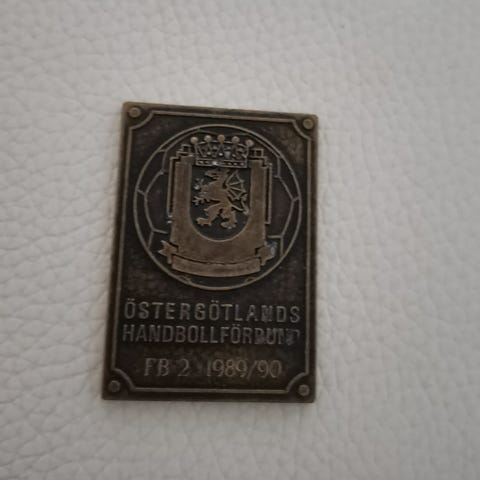 ÖSTERGÖTLANDS
HANDBOLLFÖRBUND
FB 2 1989/90